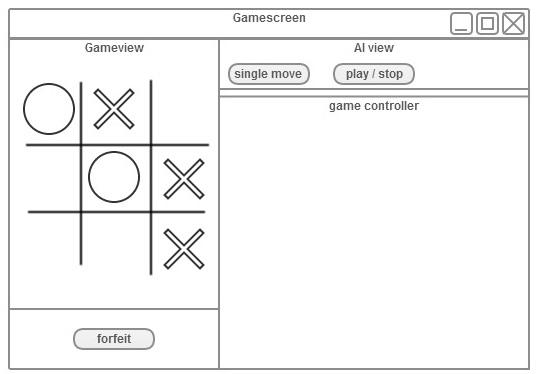 Gamescreen
Gameview
AI view
single move
play / stop
game controller
forfeit